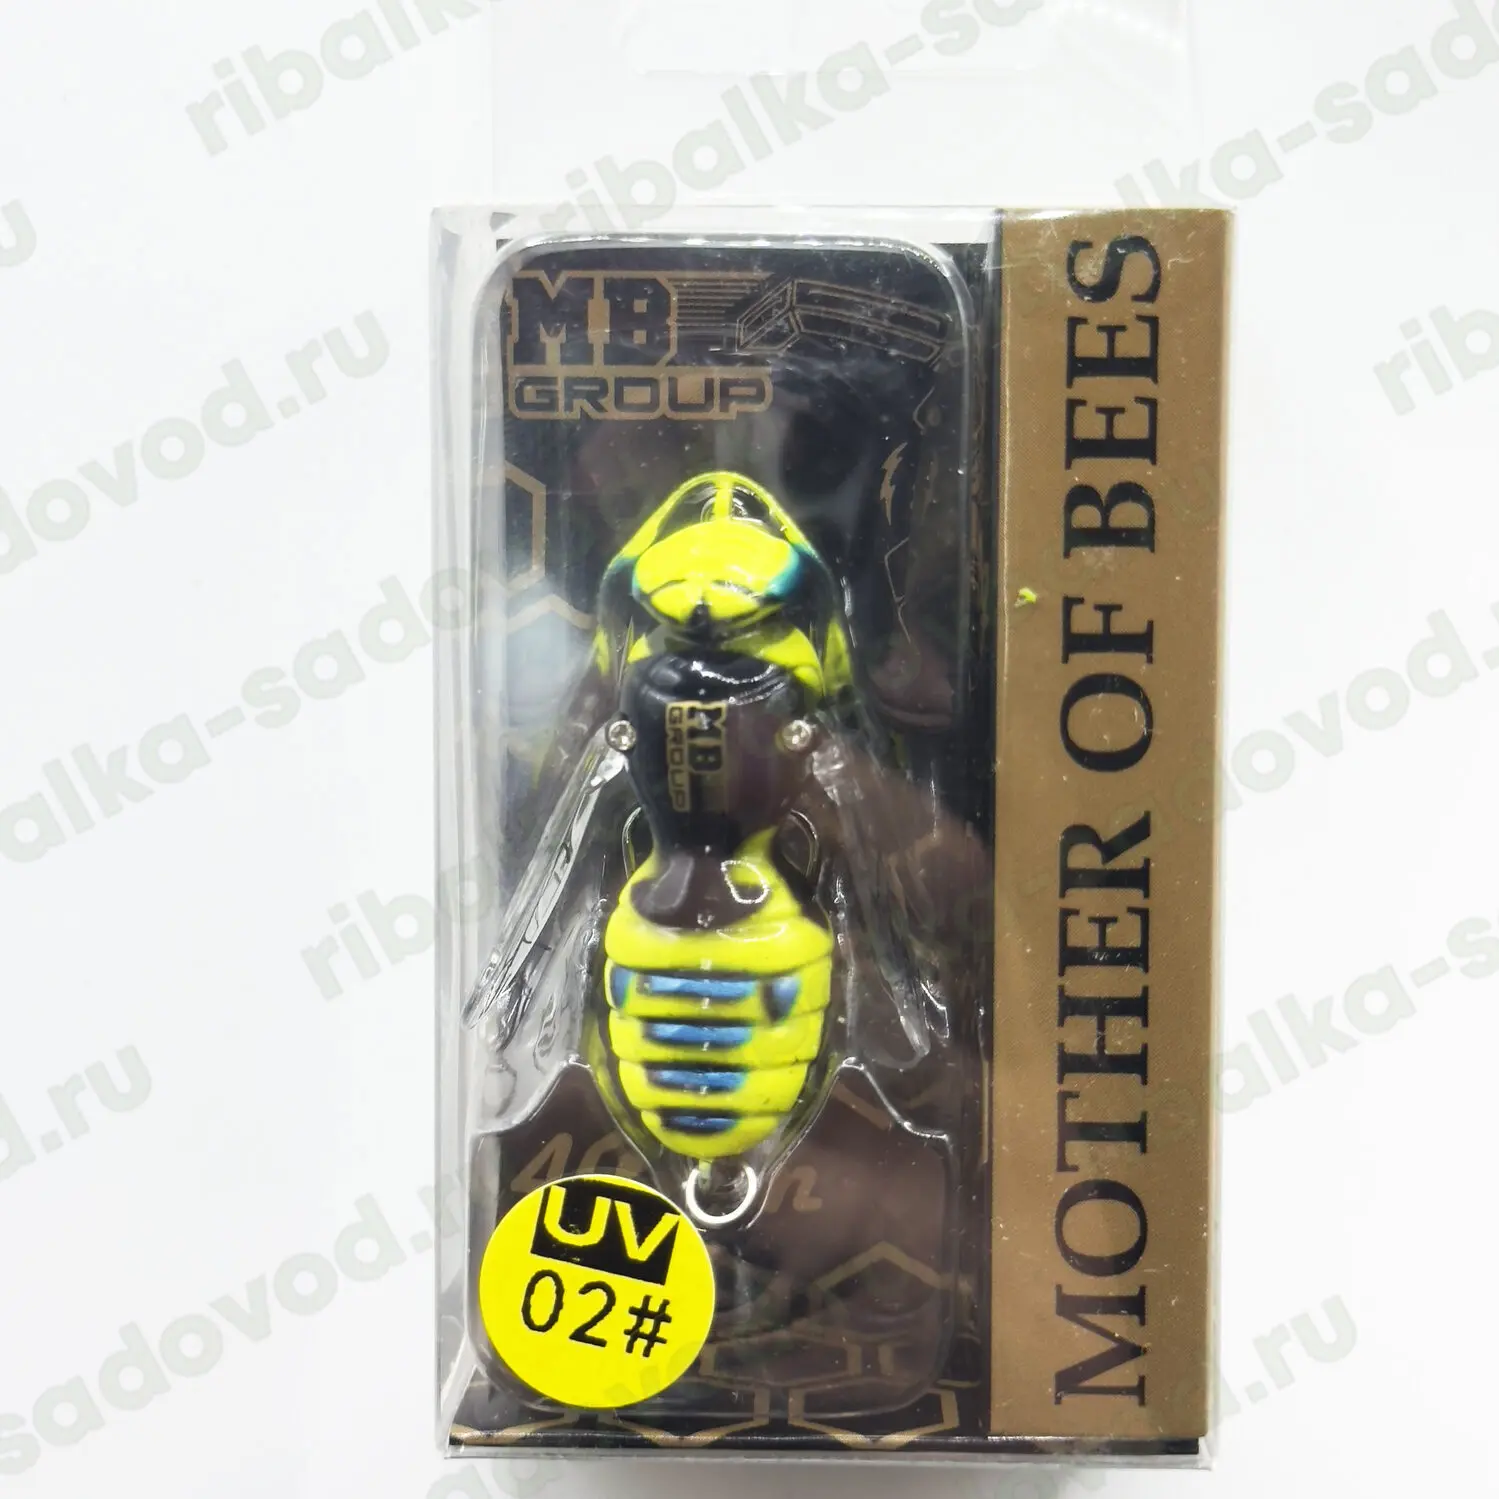 MB
GROUP
MB
GROUP
UV
02#
MOTHER OF BEES
ribalka-sadovod.ru